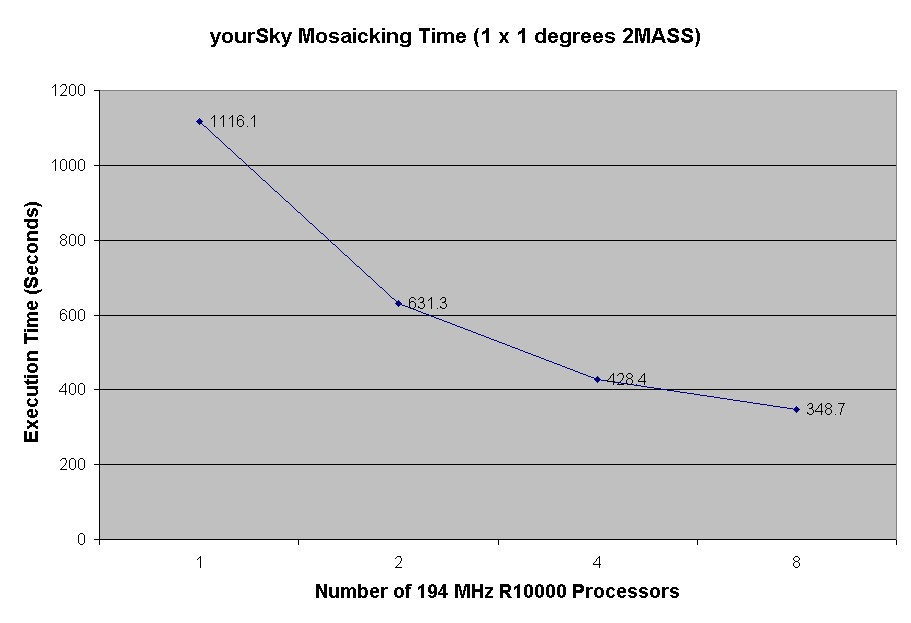 yourSky Mosaicking Time (1 x 1 degrees 2MASS)
1200
1000
800
600
400
200
0
Execution Time (Seconds)
1116.1
631.3
428.4
348.7
1 2 4 8
Number of 194 MHz R10000 Processors